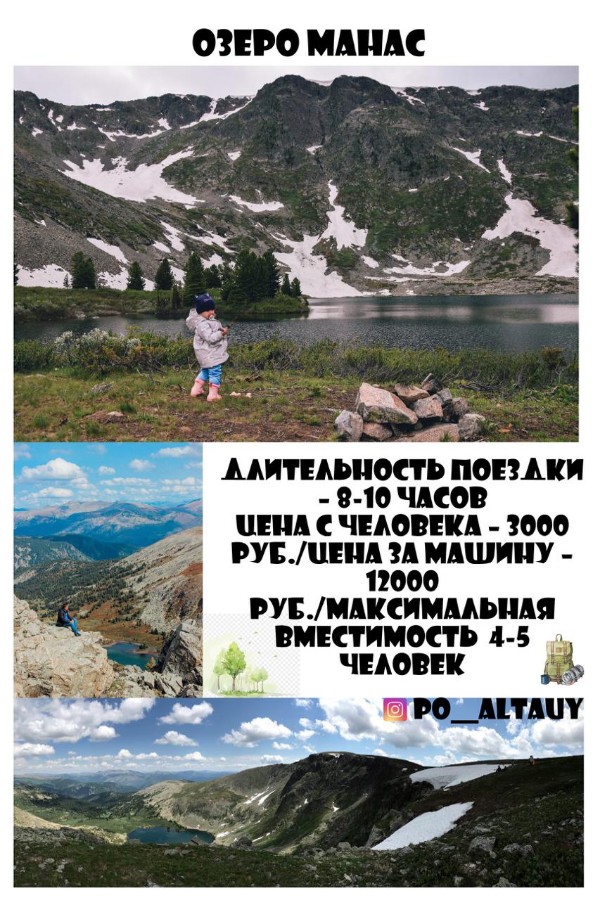 ОЗЕРО МАНАС
ДЛИТЕЛЬНОСТЬ ПОЕЗДКИ
- 8-10 ЧАСОВ
ЦЕНА С ЧЕЛОВЕКА - 3000
РУБ./ЦЕНА ЗА МАШИНУ -
12000
РУБ./МАКСИМАЛЬНАЯ
ВМЕСТИМОСТЬ 4-5
ЧЕЛОВЕК
PO__ALTAUY